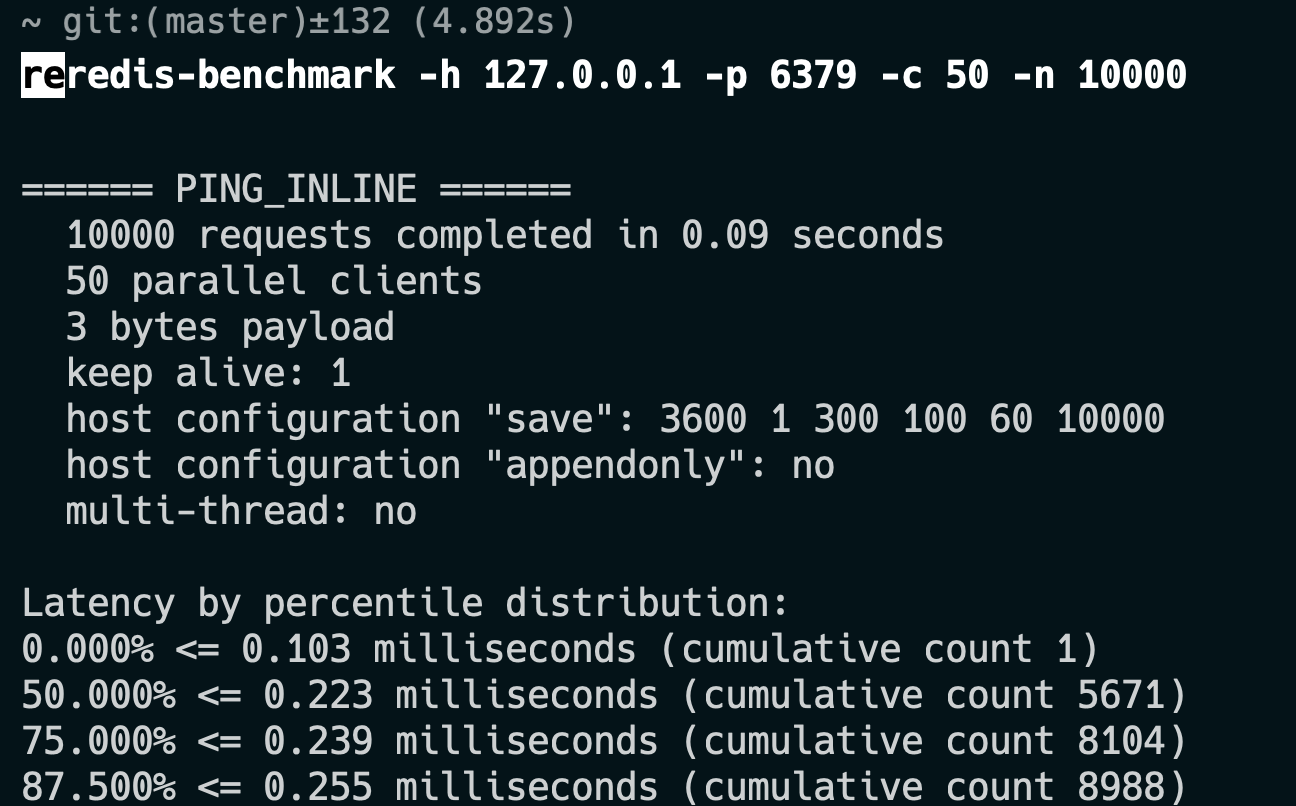 ~ git:(master)±132 (4.892s)
reredis-benchmark -h 127.0.0.1 -p 6379 -c 50 -n 10000
====== PING_INLINE ======
10000 requests completed in 0.09 seconds
50 parallel clients
3 bytes payload
keep alive: 1
host configuration "save": 3600 1 300 100 60 10000
host configuration "appendonly": no
multi-thread: no
Latency by percentile distribution:
0.000% <= 0.103 milliseconds (cumulative count 1)
50.000% <= 0.223 milliseconds (cumulative count 5671)
75.000% <= 0.239 milliseconds (cumulative count 8104)
87.500% <= 0.255 milliseconds (cumulative count 8988)